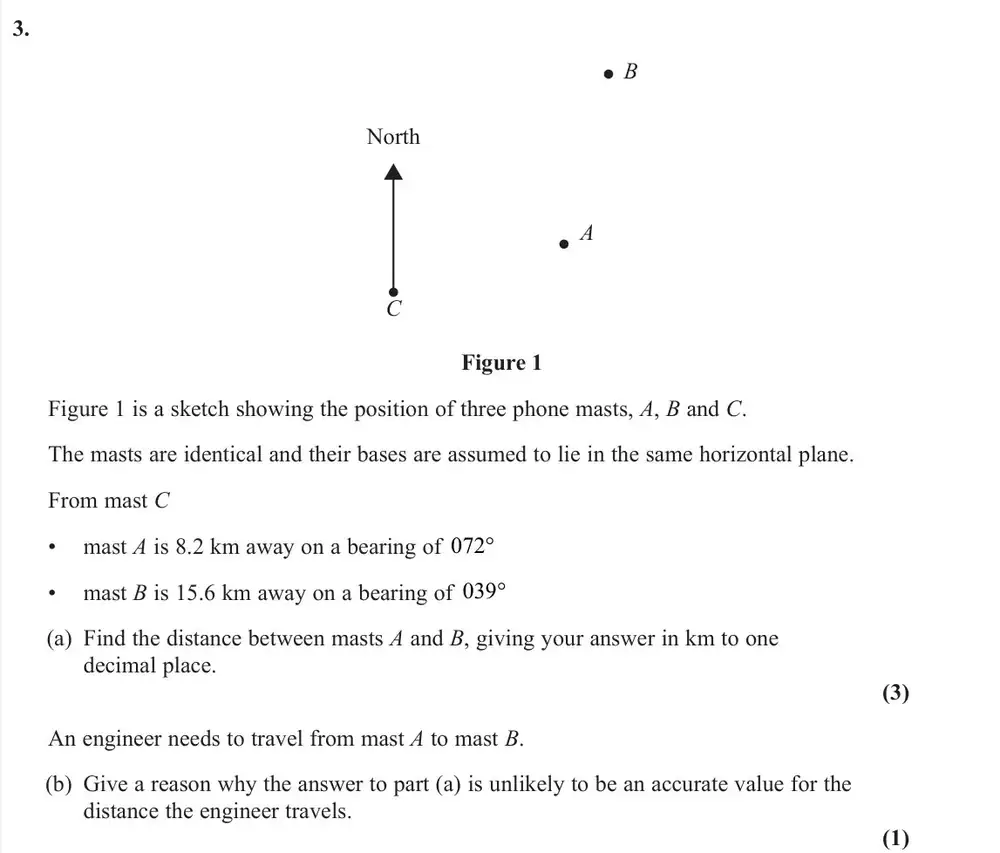 3.
B
North
A
C
Figure 1
Figure 1 is a sketch showing the position of three phone masts, A, B and C.
The masts are identical and their bases are assumed to lie in the same horizontal plane.
From mast C
• mast A is 8.2 km away on a bearing of 072°
• mast B is 15.6 km away on a bearing of 039°
(a) Find the distance between masts A and B, giving your answer in km to one
decimal place.
(3)
An engineer needs to travel from mast A to mast B.
(b) Give a reason why the answer to part (a) is unlikely to be an accurate value for the
distance the engineer travels.
(1)